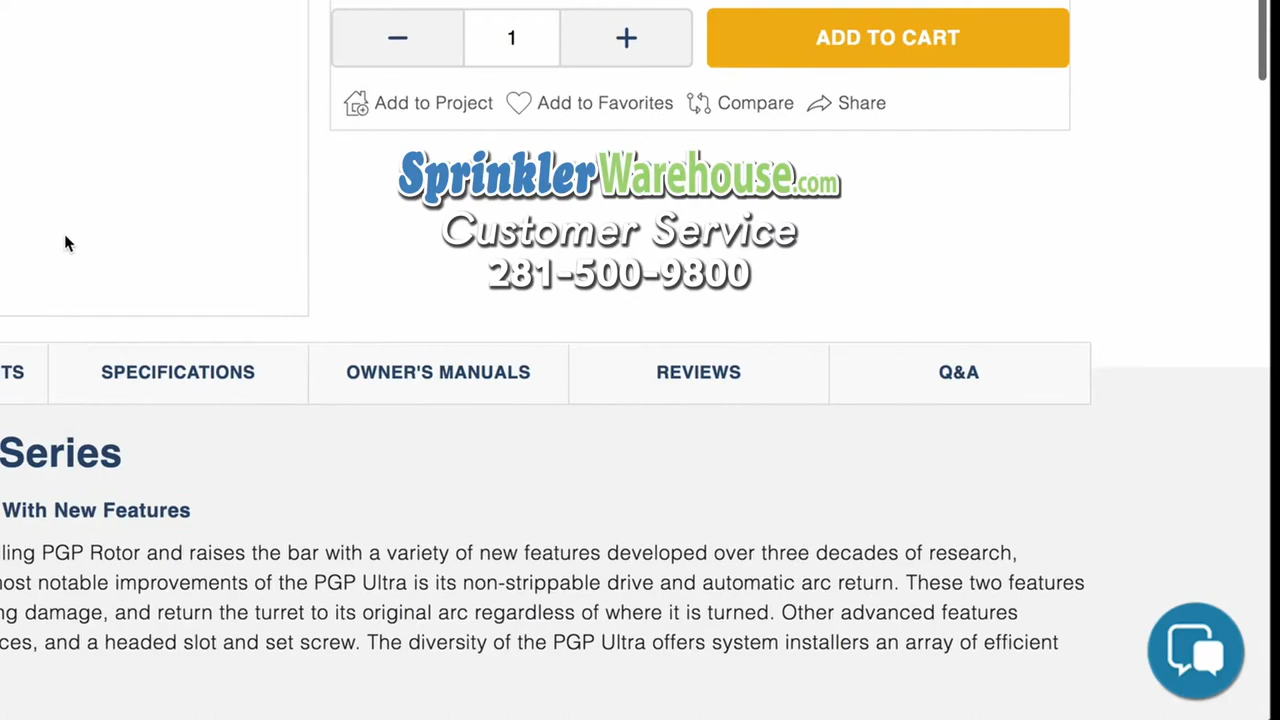 1
ADD TO CART
Add to Project Add to Favorites Compare Share
SprinklerWarehouse.com
Customer Service
281-500-9800
TS SPECIFICATIONS OWNER'S MANUALS REVIEWS Q&A
Series
With New Features
ling PGP Rotor and raises the bar with a variety of new features developed over three decades of research,
ost notable improvements of the PGP Ultra is its non-strippable drive and automatic arc return. These two features
ng damage, and return the turret to its original arc regardless of where it is turned. Other advanced features
ces, and a headed slot and set screw. The diversity of the PGP Ultra offers system installers an array of efficient